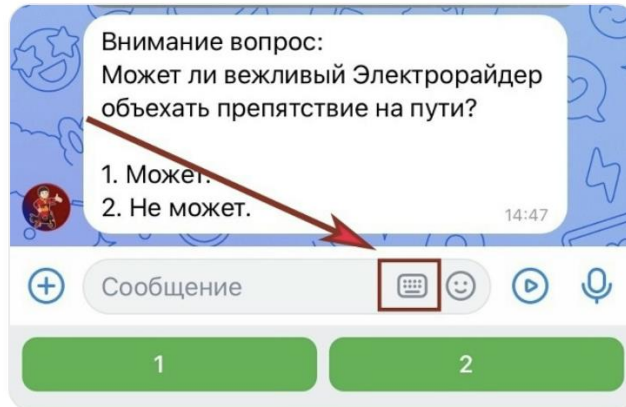 Внимание вопрос:
Может ли вежливый Электрорайдер
объехать препятствие на пути?
1. Может.
2. Не может.
14:47
Сообщение
1
2